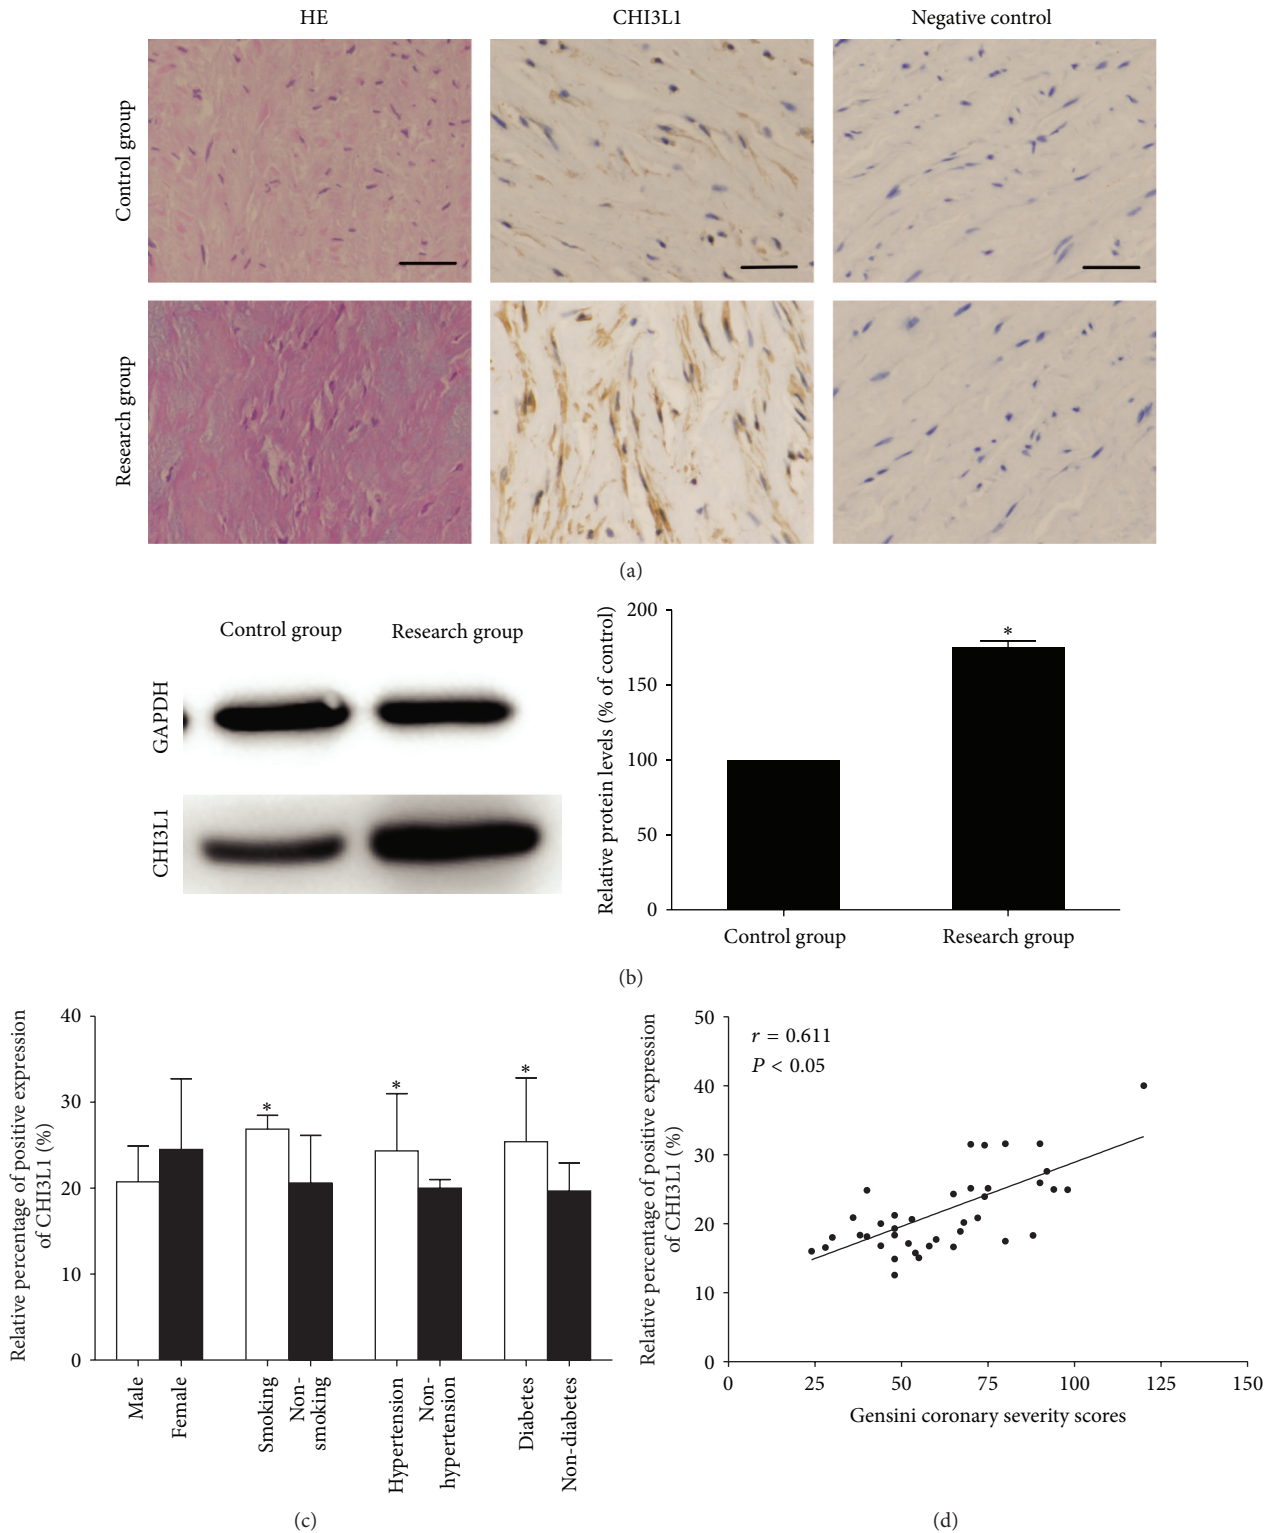 HE
CHI3L1
Negative control
Control group
Research group
(a)
Control group
Research group
GAPDH
CHI3L1
Relative protein levels (% of control)
200
150
100
50
0
*
Control group
Research group
(b)
Relative percentage of positive expression
of CHI3L1 (%)
40
30
20
10
0
*
*
*
Male
Female
Smoking
Non-
smoking
Hypertension
Non-
hypertension
Diabetes
Non-diabetes
(c)
Relative percentage of positive expression
of CHI3L1 (%)
50
40
30
20
10
0
r = 0.611
P < 0.05
0
25
50
75
100
125
150
Gensini coronary severity scores
(d)